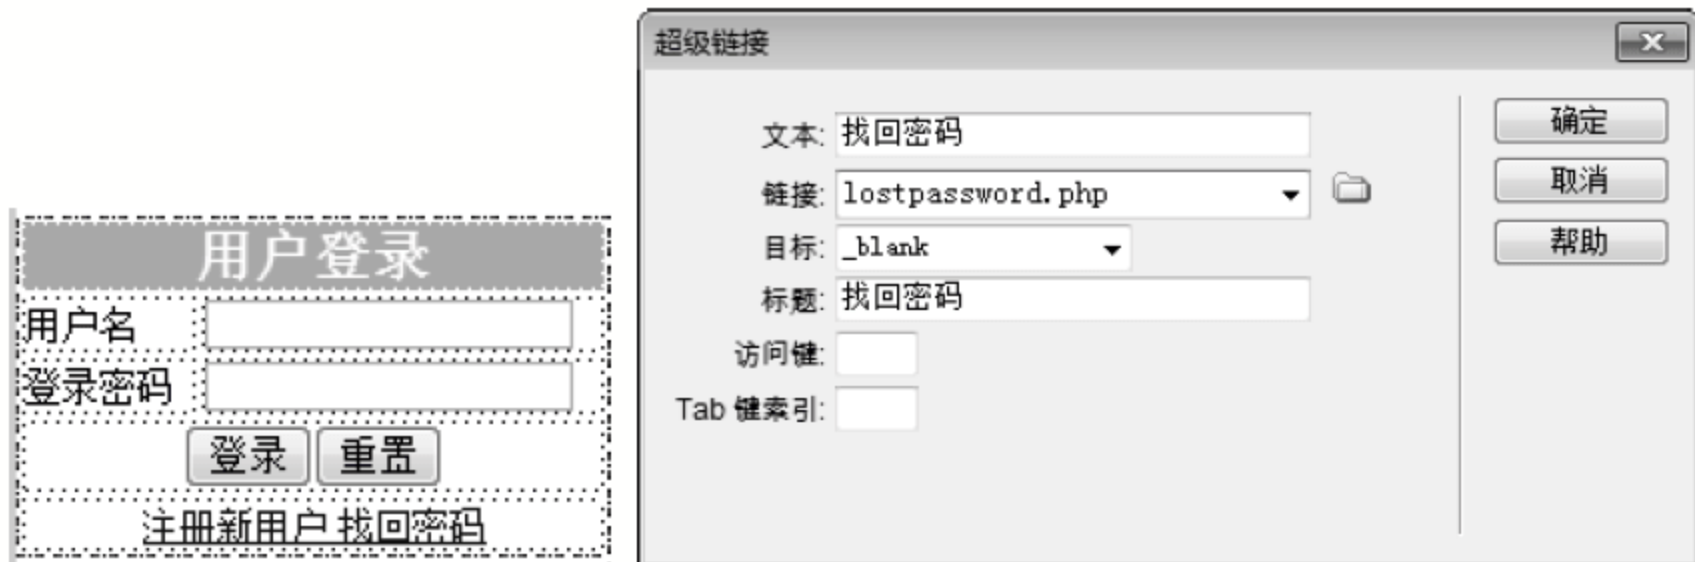 用户登录
用户名
登录密码
登录 重置
注册新用户 找回密码
超级链接
文本: 找回密码
链接: lostpassword.php
目标: _blank
标题: 找回密码
访问键:
Tab 键索引:
确定
取消
帮助